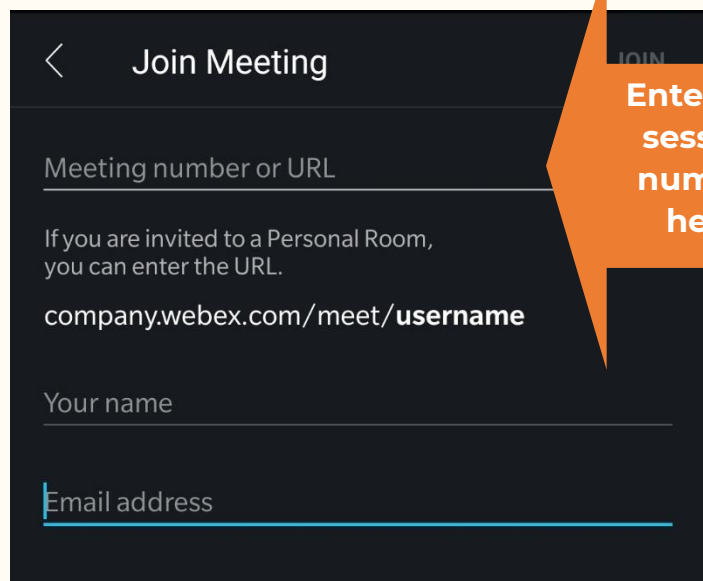 Join Meeting
JOIN
Meeting number or URL
If you are invited to a Personal Room,
you can enter the URL.
company.webex.com/meet/username
Your name
Email address